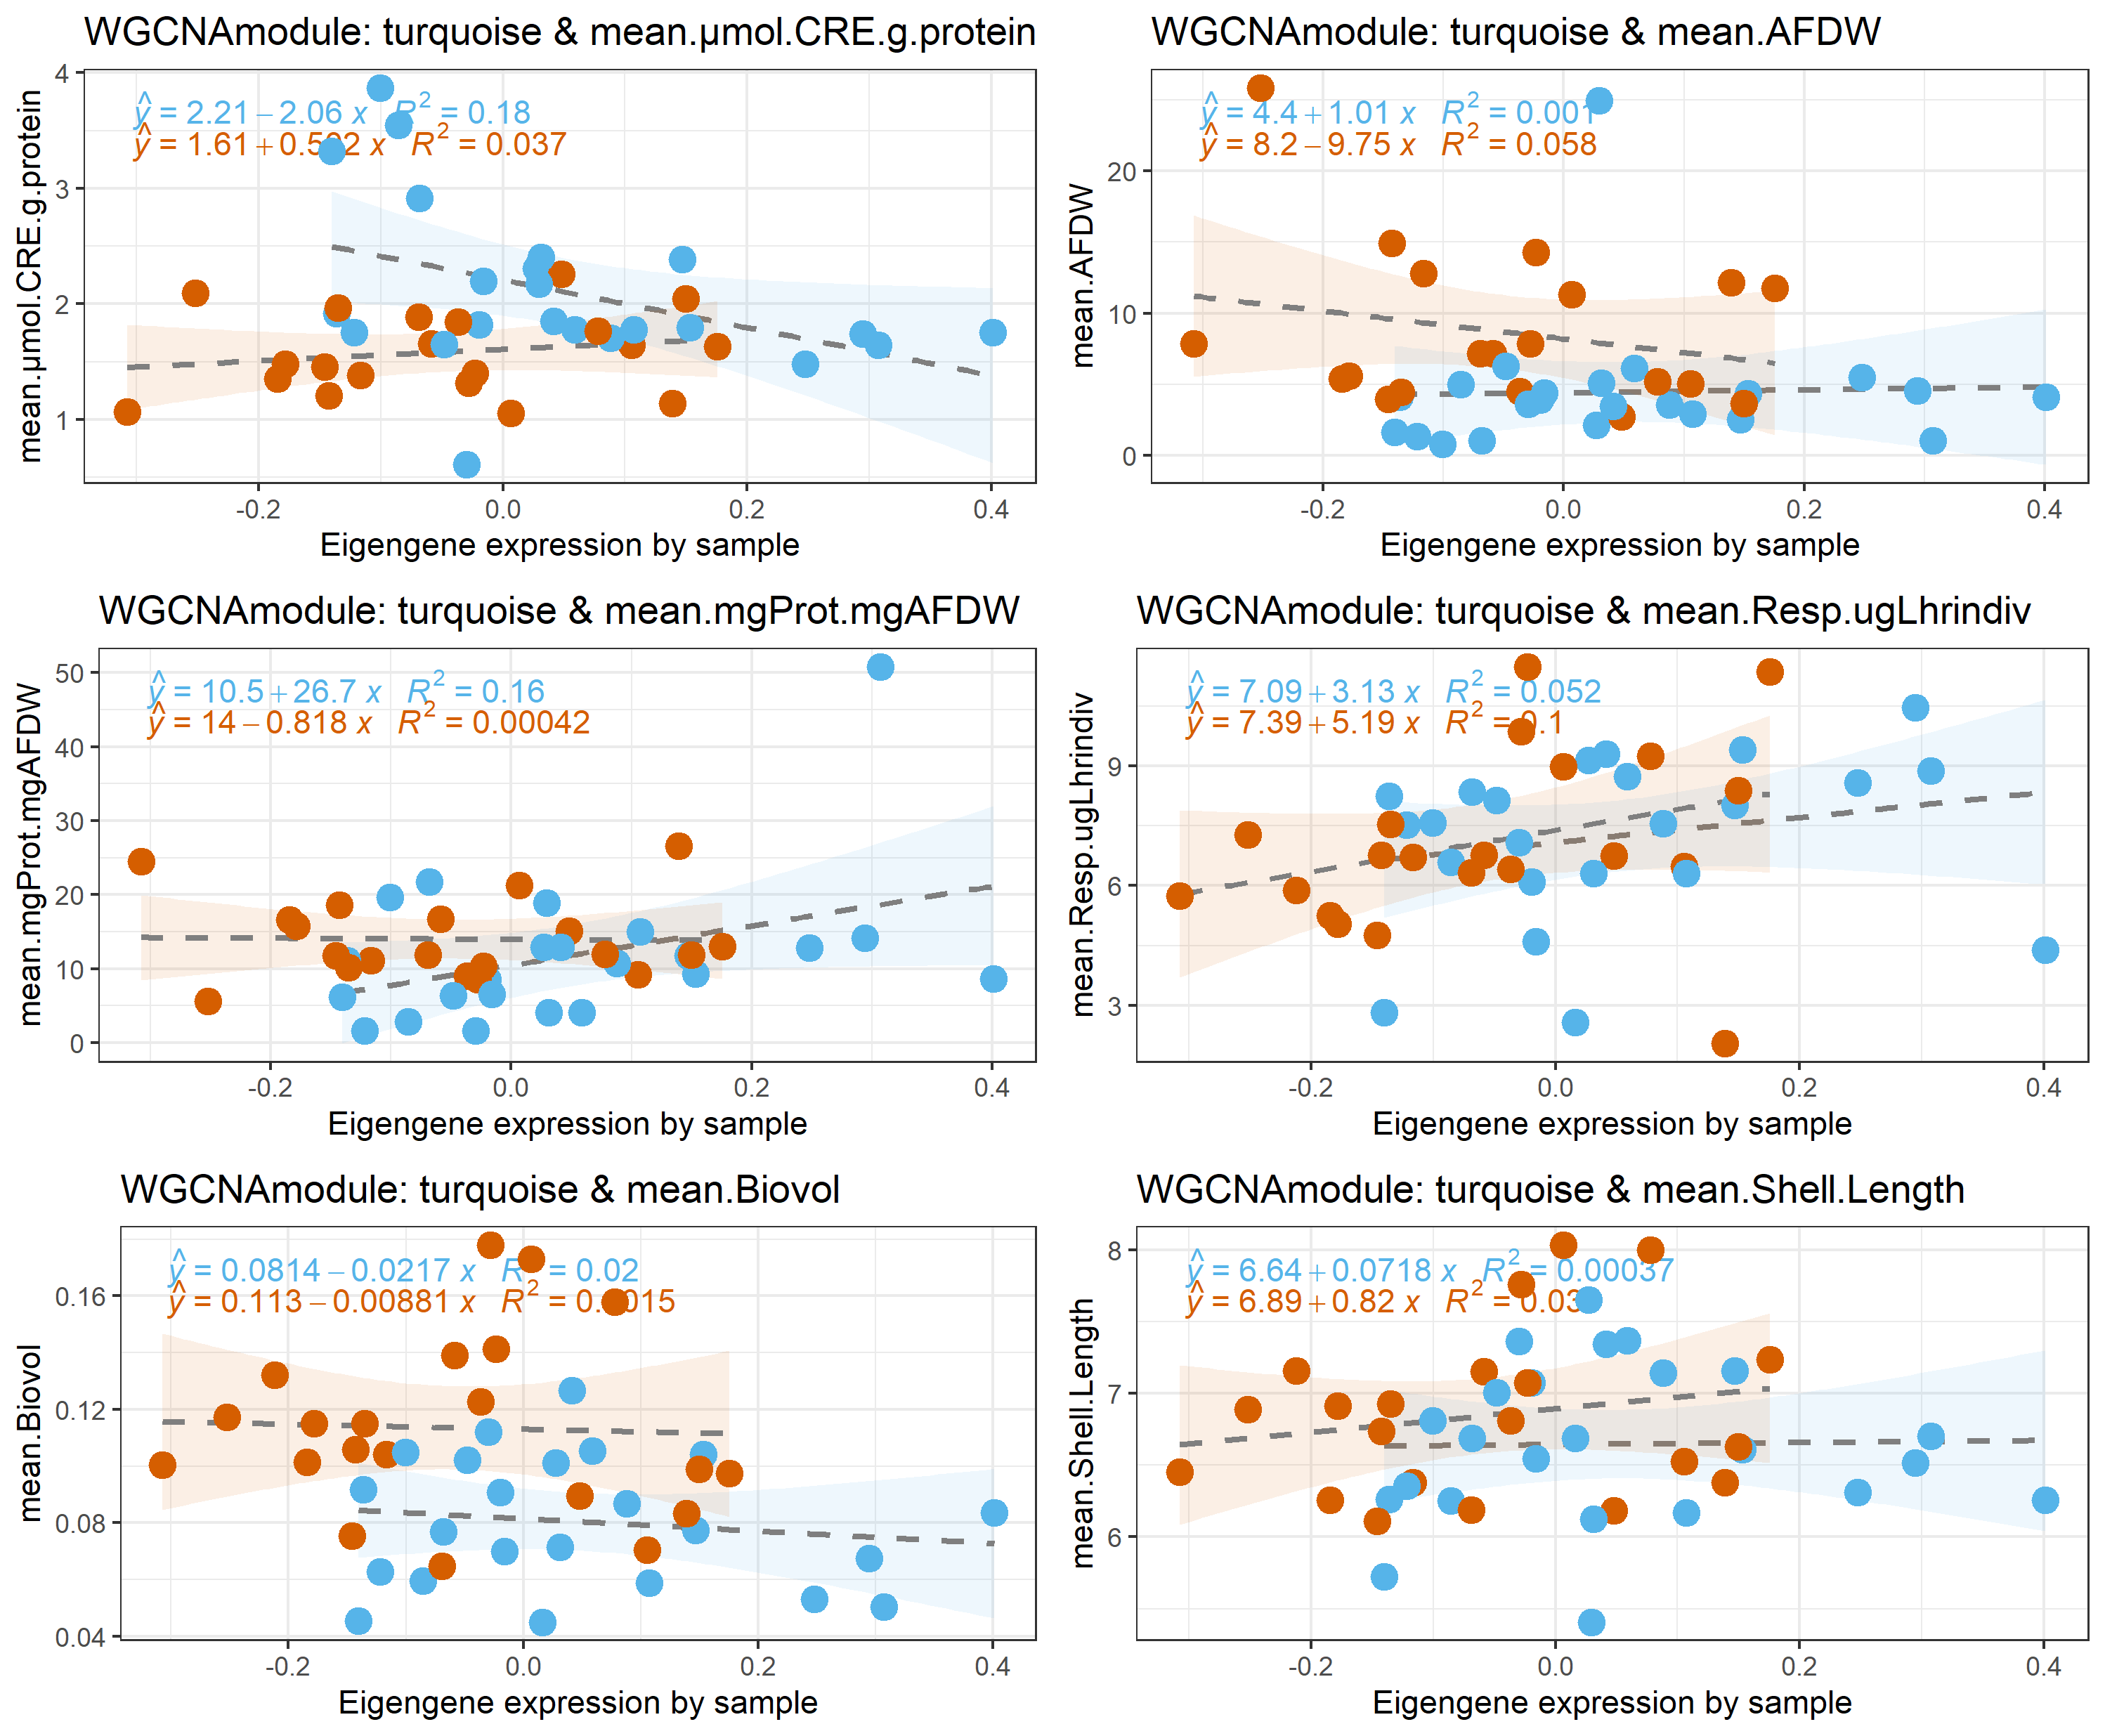 WGCNAmodule: turquoise & mean.µmol.CRE.g.protein
mean.µmol.CRE.g.protein
4
3
2
1
ŷ = 2.21 − 2.06 x R² = 0.18
ŷ = 1.61 + 0.5 2 x R² = 0.037
-0.2 0.0 0.2 0.4
Eigengene expression by sample
WGCNAmodule: turquoise & mean.AFDW
mean.AFDW
20
10
0
ŷ = 4.4 + 1.01 x R² = 0.001
ŷ = 8.2 − 9.75 x R² = 0.058
-0.2 0.0 0.2 0.4
Eigengene expression by sample
WGCNAmodule: turquoise & mean.mgProt.mgAFDW
mean.mgProt.mgAFDW
50
40
30
20
10
0
ŷ = 10.5 + 26.7 x R² = 0.16
ŷ = 14 − 0.818 x R² = 0.00042
-0.2 0.0 0.2 0.4
Eigengene expression by sample
WGCNAmodule: turquoise & mean.Resp.ugLhrindiv
mean.Resp.ugLhrindiv
9
6
3
ŷ = 7.09 + 3.13 x R² = 0.052
ŷ = 7.39 + 5.19 x R² = 0.1
-0.2 0.0 0.2 0.4
Eigengene expression by sample
WGCNAmodule: turquoise & mean.Biovol
mean.Biovol
0.16
0.12
0.08
0.04
ŷ = 0.0814 − 0.0217 x R² = 0.02
ŷ = 0.113 − 0.00881 x R² =
-0.2 0.0 0.2 0.4
Eigengene expression by sample
WGCNAmodule: turquoise & mean.Shell.Length
mean.Shell.Length
8
7
6
ŷ = 6.64 + 0.0718 x R² = 0.00037
ŷ = 6.89 + 0.82 x R² = 0.03
-0.2 0.0 0.2 0.4
Eigengene expression by sample